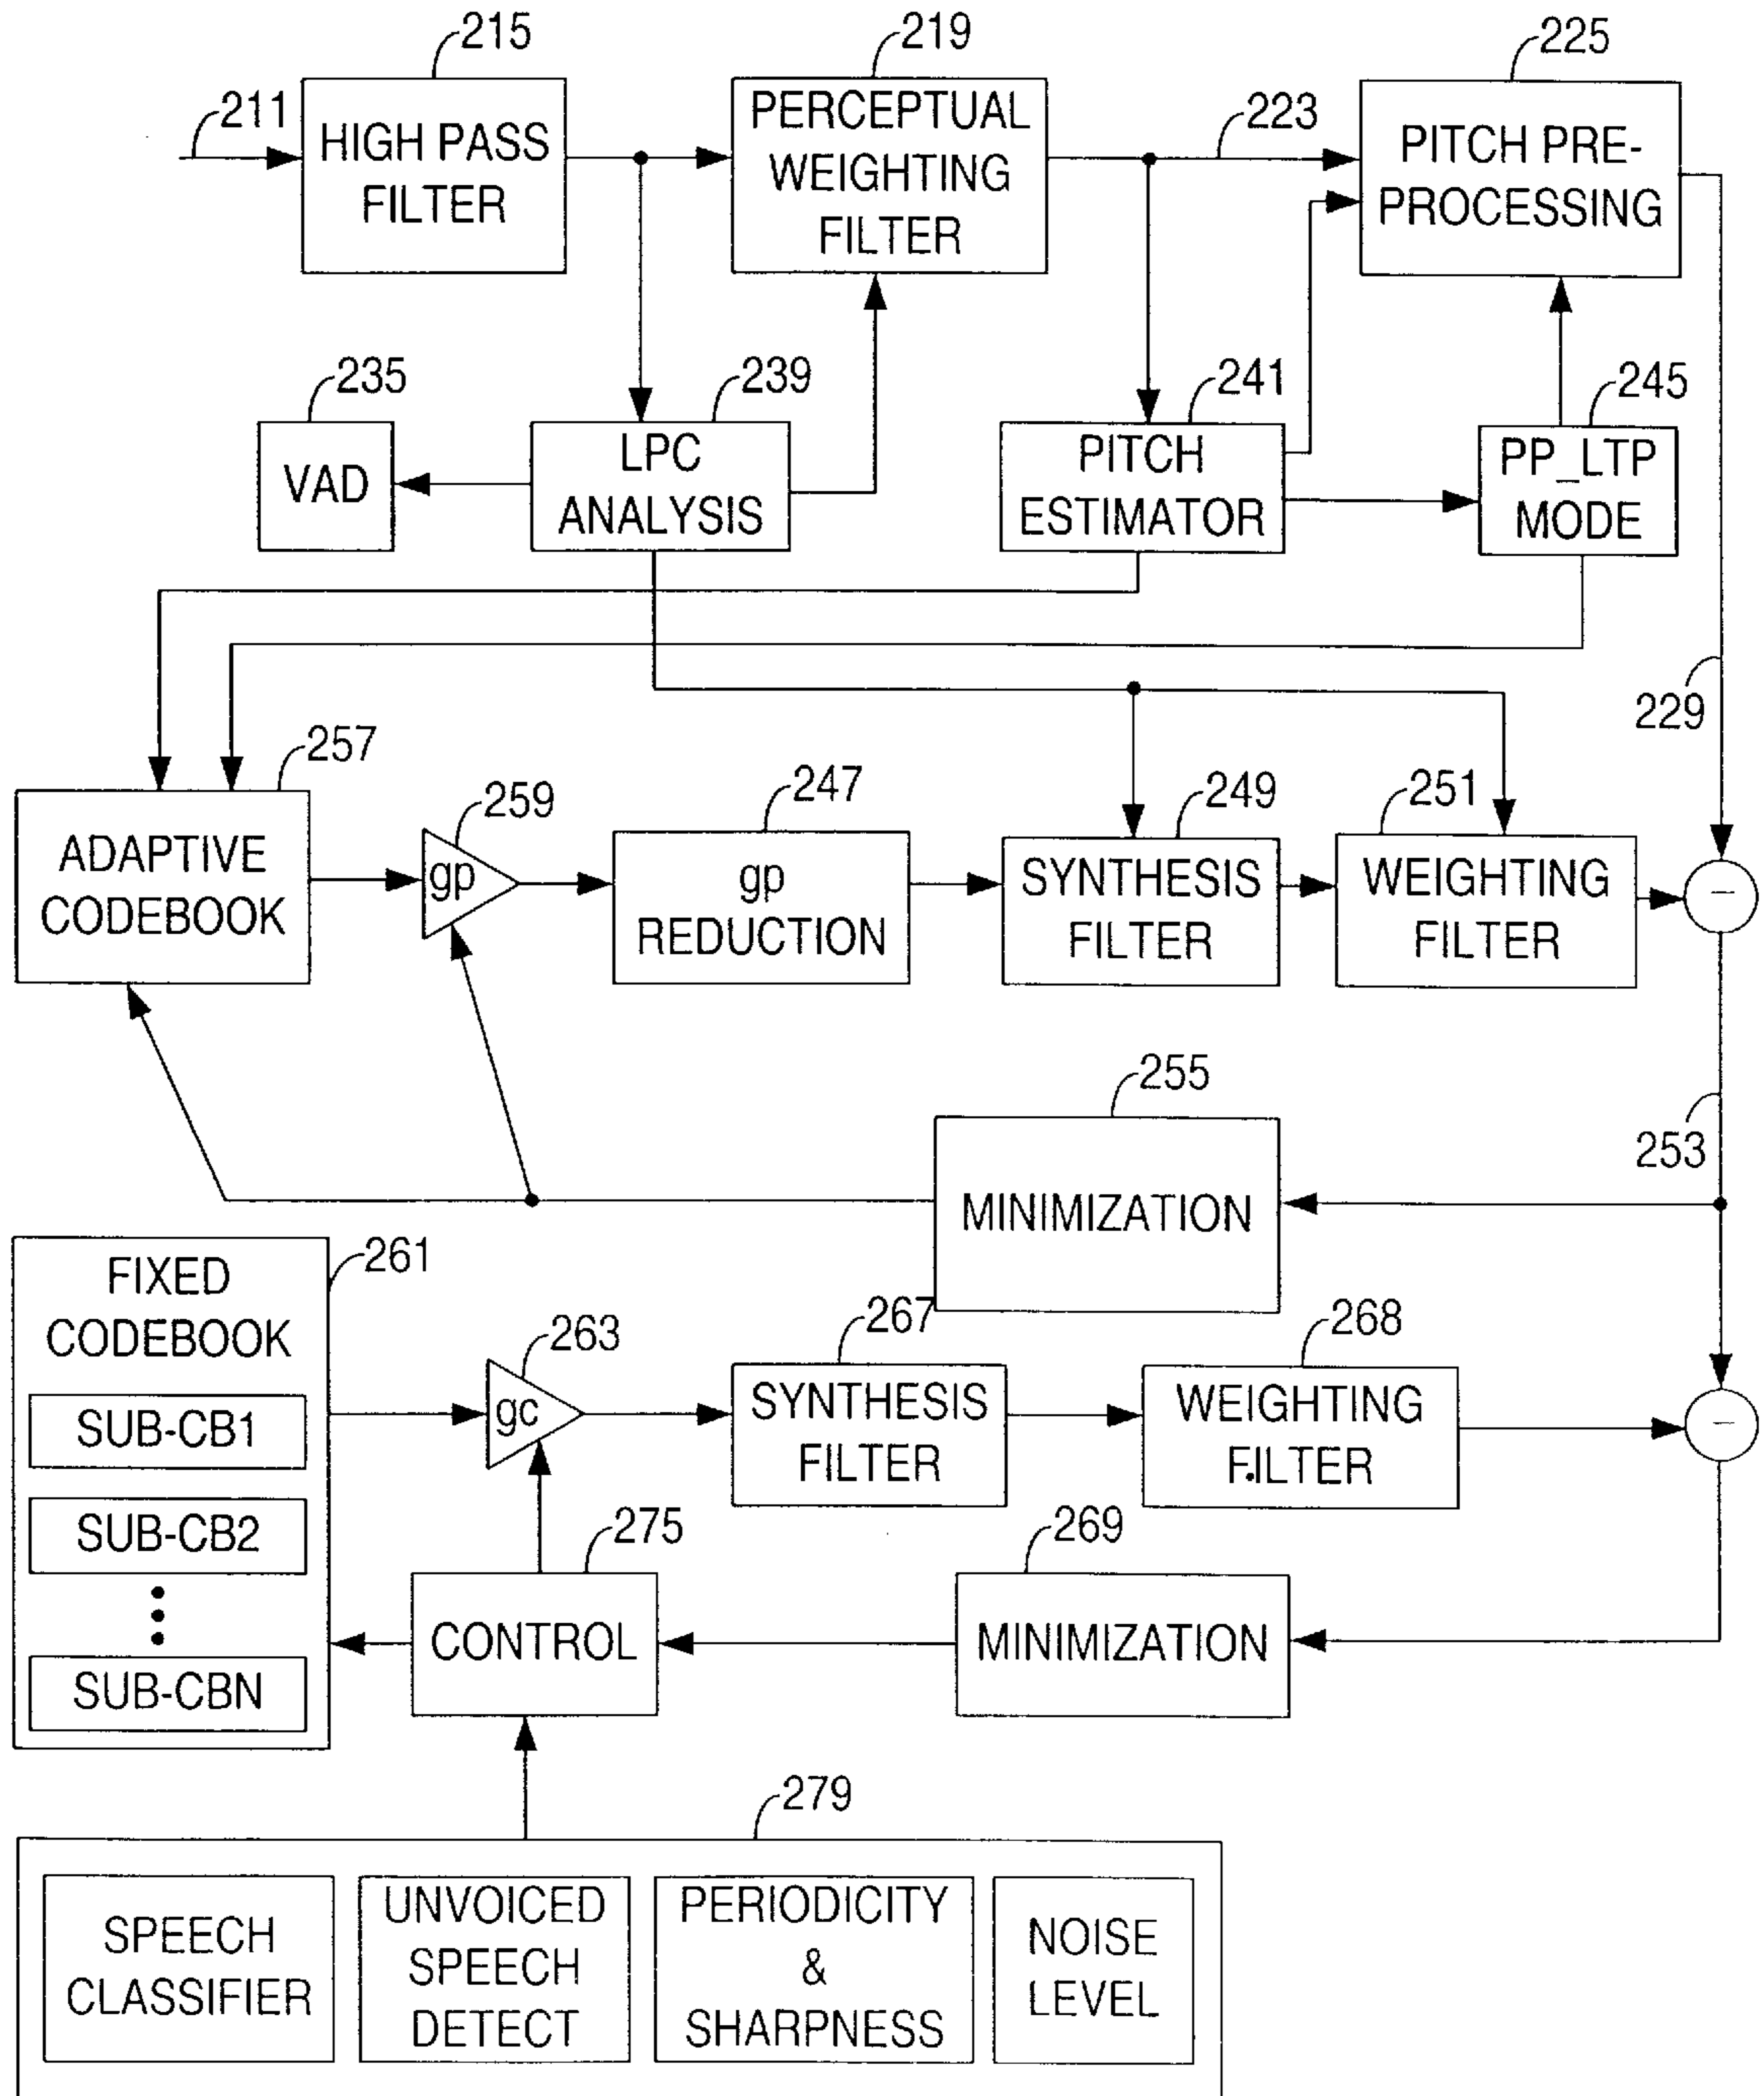 215
219
225
211
HIGH PASS
FILTER
PERCEPTUAL
WEIGHTING
FILTER
223
PITCH PRE-
PROCESSING
235
239
241
245
VAD
LPC
ANALYSIS
PITCH
ESTIMATOR
PP_LTP
MODE
229
257
259
247
249
251
ADAPTIVE
CODEBOOK
gp
gp
REDUCTION
SYNTHESIS
FILTER
WEIGHTING
FILTER
−
255
253
MINIMIZATION
FIXED
CODEBOOK
261
263
267
268
SUB-CB1
gc
SYNTHESIS
FILTER
WEIGHTING
FILTER
−
SUB-CB2
275
269
CONTROL
MINIMIZATION
SUB-CBN
279
SPEECH
CLASSIFIER
UNVOICED
SPEECH
DETECT
PERIODICITY
&
SHARPNESS
NOISE
LEVEL